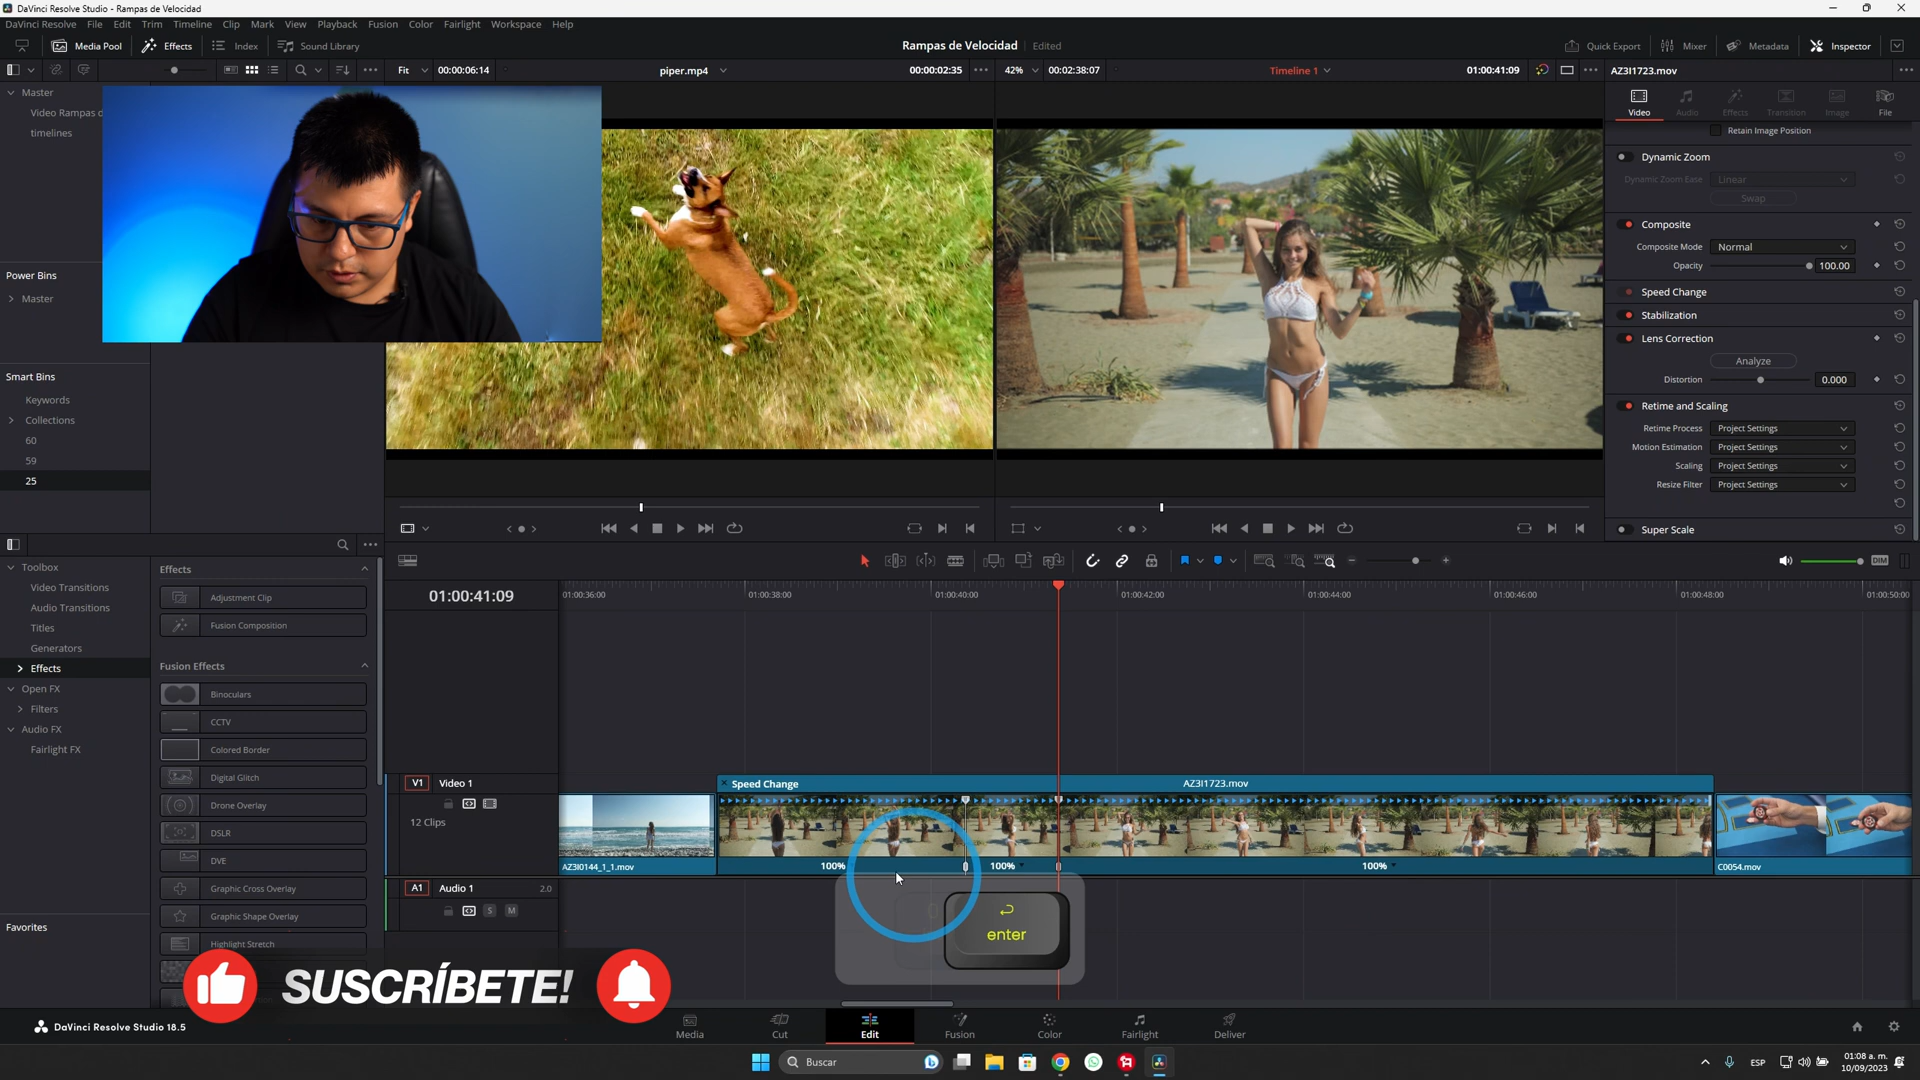 DaVinci Resolve Studio - Rampas de Velocidad
DaVinci Resolve File Edit Trim Timeline Clip Mark View Playback Fusion Color Fairlight Workspace Help
Media Pool Effects Index Sound Library Rampas de Velocidad Edited Quick Export Mixer Metadata Inspector
Fit 00:00:06:14 piper.mp4 00:00:02:35 42% 00:02:38:07 Timeline 1 01:00:41:09 AZ3I1723.mov
Master
Video Rampas d
timelines
Power Bins
Master
Smart Bins
Keywords
Collections
60
59
25
Video Audio Effects Transition Image File
Retain Image Position
Dynamic Zoom
Dynamic Zoom Ease Linear
Swap
Composite
Composite Mode Normal
Opacity 100.00
Speed Change
Stabilization
Lens Correction
Analyze
Distortion 0.000
Retime and Scaling
Retime Process Project Settings
Motion Estimation Project Settings
Scaling Project Settings
Resize Filter Project Settings
Super Scale
DIM
Toolbox
Video Transitions
Audio Transitions
Titles
Generators
Effects
Open FX
Filters
Audio FX
Fairlight FX
Favorites
Effects
Adjustment Clip
Fusion Composition
Fusion Effects
Binoculars
CCTV
Colored Border
Digital Glitch
Drone Overlay
DSLR
DVE
Graphic Cross Overlay
Graphic Shape Overlay
Highlight Stretch
01:00:41:09
01:00:36:00 01:00:38:00 01:00:40:00 01:00:42:00 01:00:44:00 01:00:46:00 01:00:48:00 01:00:50:00
V1 Video 1
12 Clips
Speed Change AZ3I1723.mov
AZ3I0144_1_1.mov 100% 100% 100% C0054.mov
A1 Audio 1 2.0
S M
enter
SUSCRÍBETE!
DaVinci Resolve Studio 18.5
Media Cut Edit Fusion Color Fairlight Deliver
Buscar
ESP
01:08 a. m.
10/09/2023